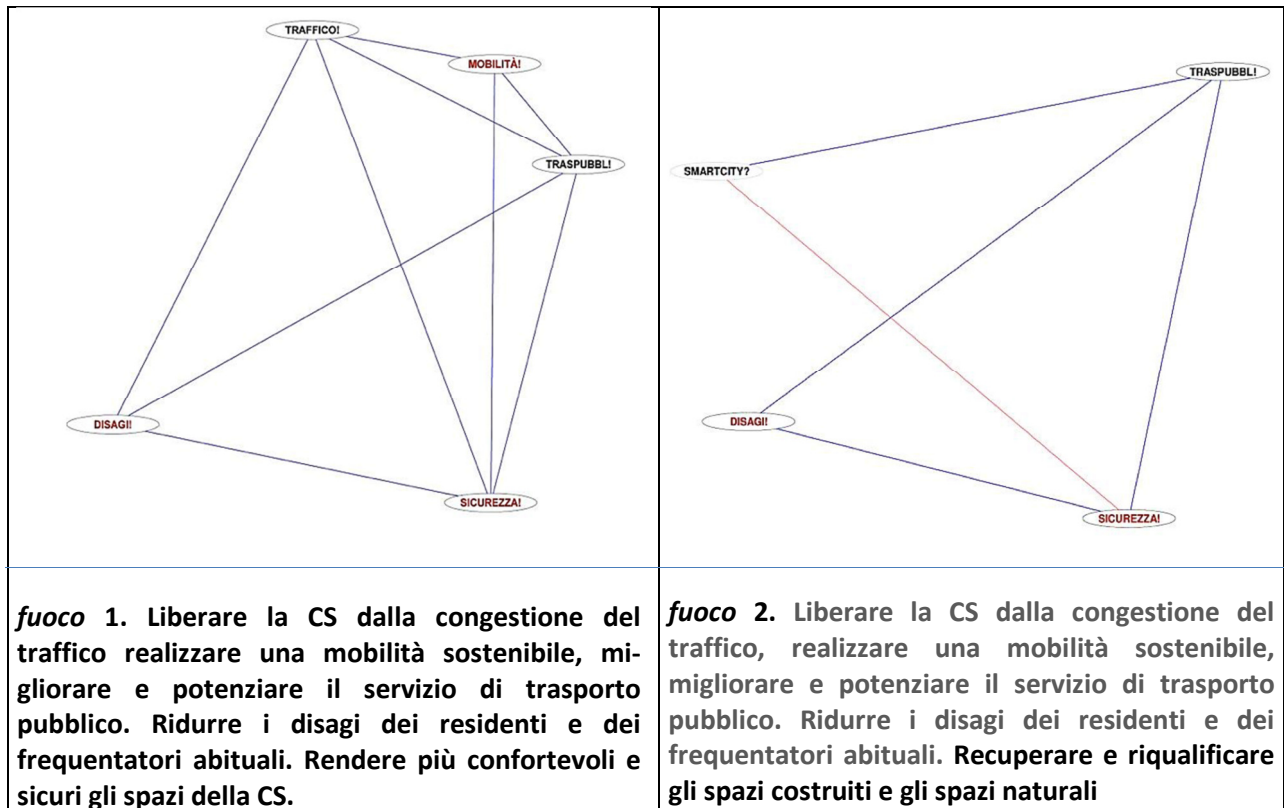 TRAFFICO!
MOBILITÀ!
TRASPUBBL!
DISAGI!
SICUREZZA!
TRASPUBBL!
SMARTCITY?
DISAGI!
SICUREZZA!
fuoco 1. Liberare la CS dalla congestione del
traffico realizzare una mobilità sostenibile, mi-
gliorare e potenziare il servizio di trasporto
pubblico. Ridurre i disagi dei residenti e dei
frequentatori abituali. Rendere più confortevoli e
sicuri gli spazi della CS.
fuoco 2. Liberare la CS dalla congestione del
traffico, realizzare una mobilità sostenibile,
migliorare e potenziare il servizio di trasporto
pubblico. Ridurre i disagi dei residenti e dei
frequentatori abituali. Recuperare e riqualificare
gli spazi costruiti e gli spazi naturali